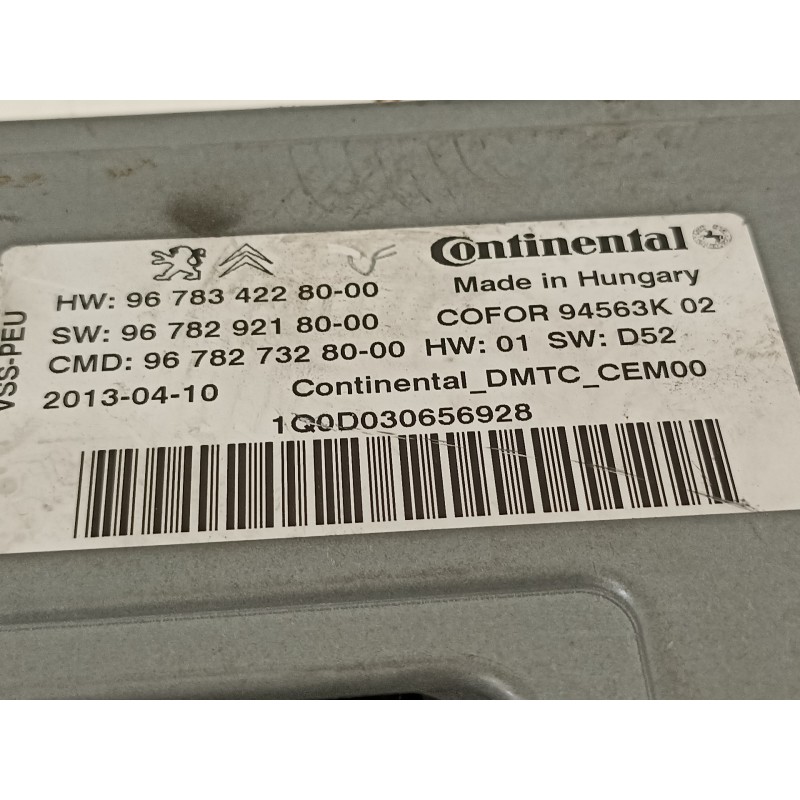 Continental
Made in Hungary
HW: 96 783 422 80-00
SW: 96 782 921 80-00
COFOR 94563K 02
CMD: 96 782 732 80-00 HW: 01 SW: D52
2013-04-10 Continental_DMTC_CEM00
1Q0D030656928
VSS-PEU